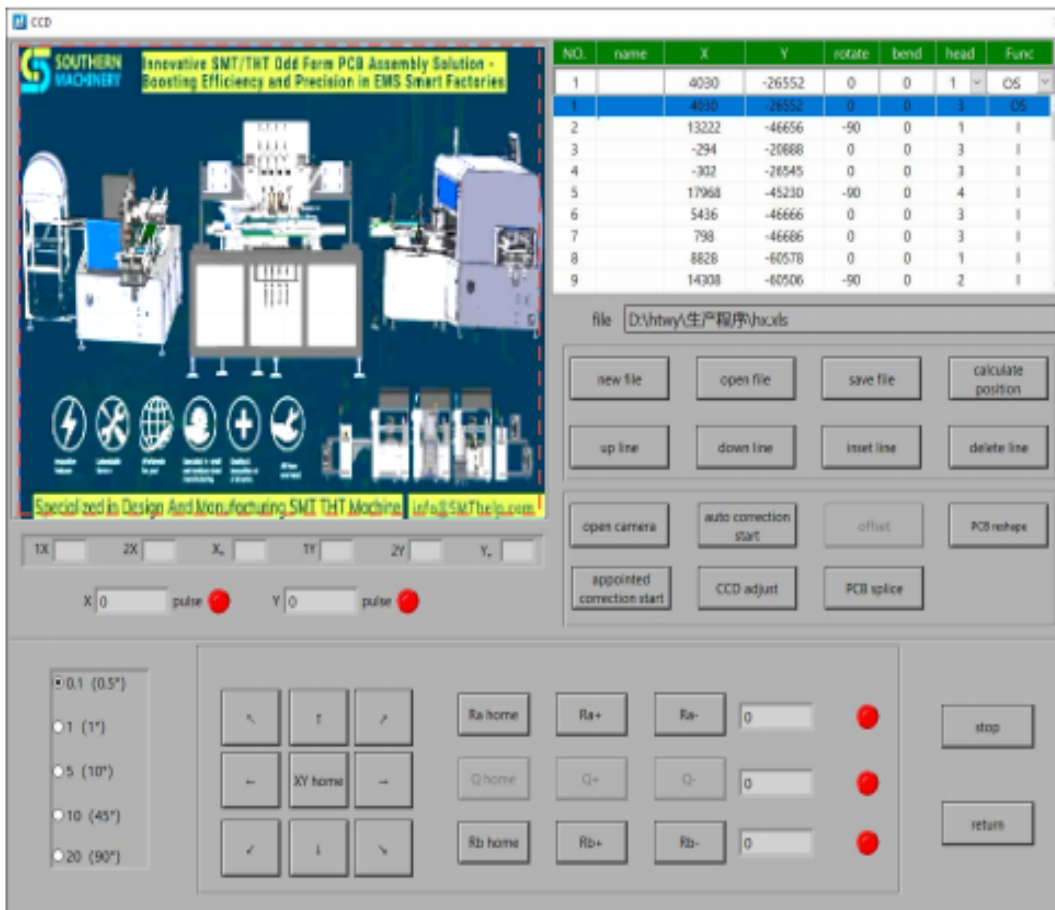 CCD
SOUTHERN MACHINERY
Innovative SMT/THT Odd Form PCB Assembly Solution -
Boosting Efficiency and Precision in EMS Smart Factories
Specialized in Design And Manufacturing SMT THT Machine info@SMThelp.com
1X 2X X 1Y 2Y Y
X 0 pulse Y 0 pulse
NO. name X Y rotate bend head Func
1 4030 -26552 0 0 1 OS
1 4030 -26552 0 0 3 OS
2 13222 -46656 -90 0 1 I
3 -294 -20888 0 0 3 I
4 -302 -26545 0 0 3 I
5 17968 -45230 -90 0 4 I
6 5436 -46666 0 0 3 I
7 798 -46686 0 0 3 I
8 8828 -60578 0 0 1 I
9 14308 -60506 -90 0 2 I
file D:\htwy\生产程序\hx.xls
new file open file save file calculate position
up line down line inset line delete line
open camera auto correction start offset PCB reshape
appointed correction start CCD adjust PCB splice
0.1 (0.5°)
1 (1°)
5 (10°)
10 (45°)
20 (90°)
↖ ↑ ↗
← XY home →
↙ ↓ ↘
Ra home Ra+ Ra- 0
Q home Q+ Q- 0
Rb home Rb+ Rb- 0
stop
return